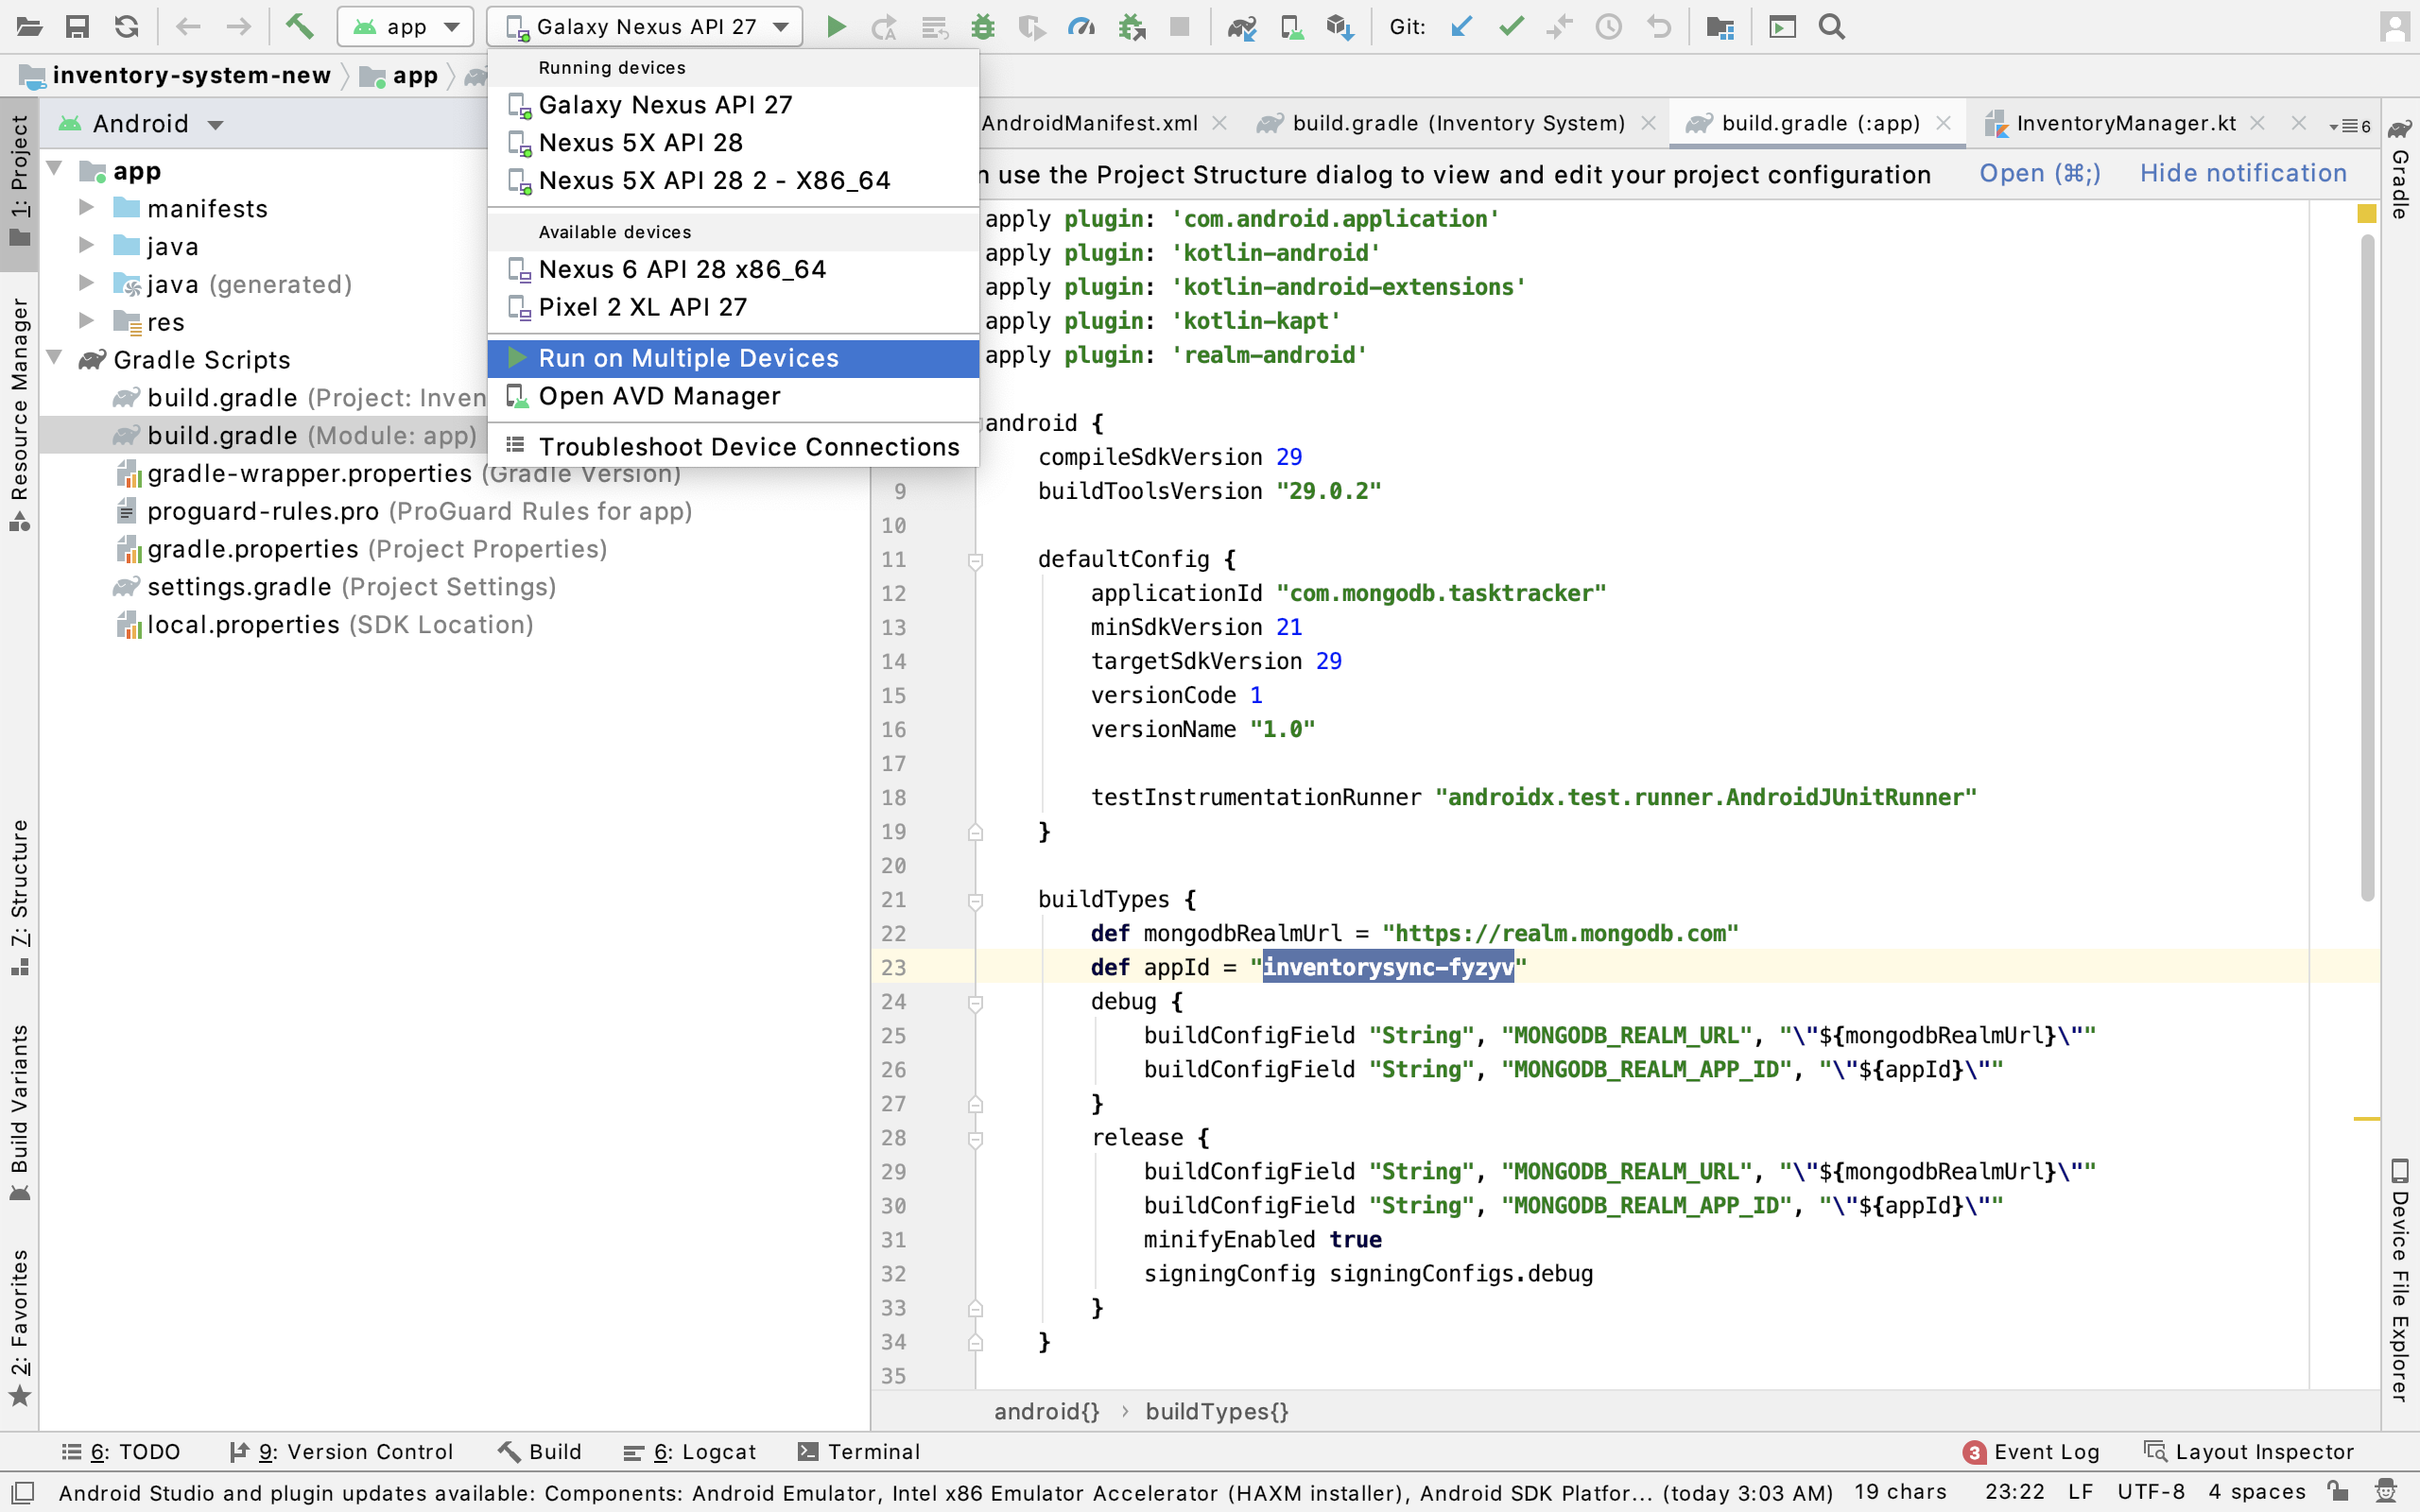 app
Galaxy Nexus API 27
Git:
inventory-system-new
app
Android
AndroidManifest.xml
build.gradle (Inventory System)
build.gradle (:app)
InventoryManager.kt
6
Running devices
Galaxy Nexus API 27
Nexus 5X API 28
Nexus 5X API 28 2 - X86_64
Available devices
Nexus 6 API 28 x86_64
Pixel 2 XL API 27
Run on Multiple Devices
Open AVD Manager
Troubleshoot Device Connections
app
manifests
java
java (generated)
res
Gradle Scripts
build.gradle (Project: Inven
build.gradle (Module: app)
gradle-wrapper.properties (Gradle Version)
proguard-rules.pro (ProGuard Rules for app)
gradle.properties (Project Properties)
settings.gradle (Project Settings)
local.properties (SDK Location)
1: Project
Resource Manager
7: Structure
Build Variants
2: Favorites
use the Project Structure dialog to view and edit your project configuration
Open (⌘;)
Hide notification
apply plugin: 'com.android.application'
apply plugin: 'kotlin-android'
apply plugin: 'kotlin-android-extensions'
apply plugin: 'kotlin-kapt'
apply plugin: 'realm-android'
android {
compileSdkVersion 29
9 buildToolsVersion "29.0.2"
10
11 defaultConfig {
12 applicationId "com.mongodb.tasktracker"
13 minSdkVersion 21
14 targetSdkVersion 29
15 versionCode 1
16 versionName "1.0"
17
18 testInstrumentationRunner "androidx.test.runner.AndroidJUnitRunner"
19 }
20
21 buildTypes {
22 def mongodbRealmUrl = "https://realm.mongodb.com"
23 def appId = "inventorysync-fyzyv"
24 debug {
25 buildConfigField "String", "MONGODB_REALM_URL", "\"${mongodbRealmUrl}\""
26 buildConfigField "String", "MONGODB_REALM_APP_ID", "\"${appId}\""
27 }
28 release {
29 buildConfigField "String", "MONGODB_REALM_URL", "\"${mongodbRealmUrl}\""
30 buildConfigField "String", "MONGODB_REALM_APP_ID", "\"${appId}\""
31 minifyEnabled true
32 signingConfig signingConfigs.debug
33 }
34 }
35
android{} › buildTypes{}
Gradle
Device File Explorer
6: TODO
9: Version Control
Build
6: Logcat
Terminal
3 Event Log
Layout Inspector
Android Studio and plugin updates available: Components: Android Emulator, Intel x86 Emulator Accelerator (HAXM installer), Android SDK Platfor... (today 3:03 AM)
19 chars
23:22
LF
UTF-8
4 spaces